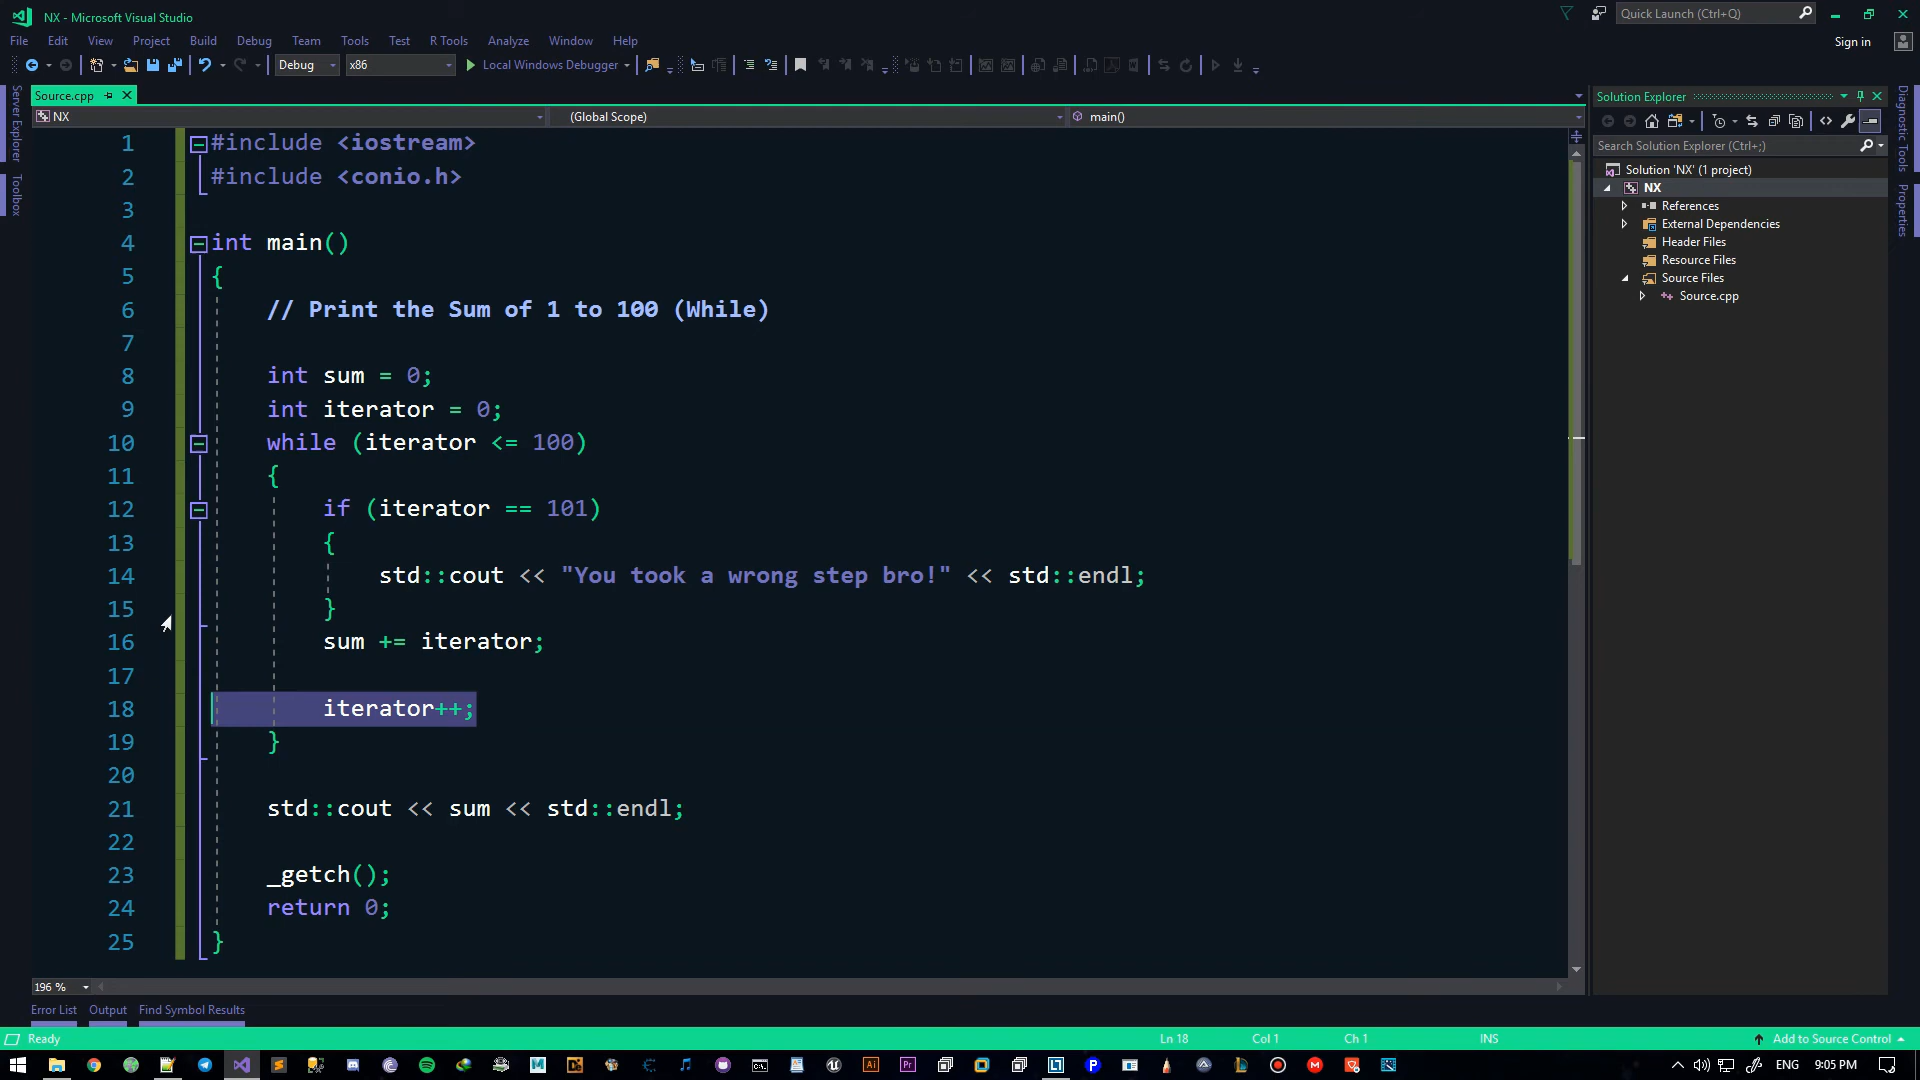 NX - Microsoft Visual Studio
Quick Launch (Ctrl+Q)
File Edit View Project Build Debug Team Tools Test R Tools Analyze Window Help
Sign in
Debug x86 Local Windows Debugger
Server Explorer
Toolbox
Source.cpp
NX (Global Scope) main()
1 #include <iostream>
2 #include <conio.h>
3
4 int main()
5 {
6 // Print the Sum of 1 to 100 (While)
7
8 int sum = 0;
9 int iterator = 0;
10 while (iterator <= 100)
11 {
12 if (iterator == 101)
13 {
14 std::cout << "You took a wrong step bro!" << std::endl;
15 }
16 sum += iterator;
17
18 iterator++;
19 }
20
21 std::cout << sum << std::endl;
22
23 _getch();
24 return 0;
25 }
196 %
Solution Explorer
Search Solution Explorer (Ctrl+;)
Solution 'NX' (1 project)
NX
References
External Dependencies
Header Files
Resource Files
Source Files
Source.cpp
Diagnostic Tools
Properties
Error List Output Find Symbol Results
Ready Ln 18 Col 1 Ch 1 INS Add to Source Control
ENG 9:05 PM